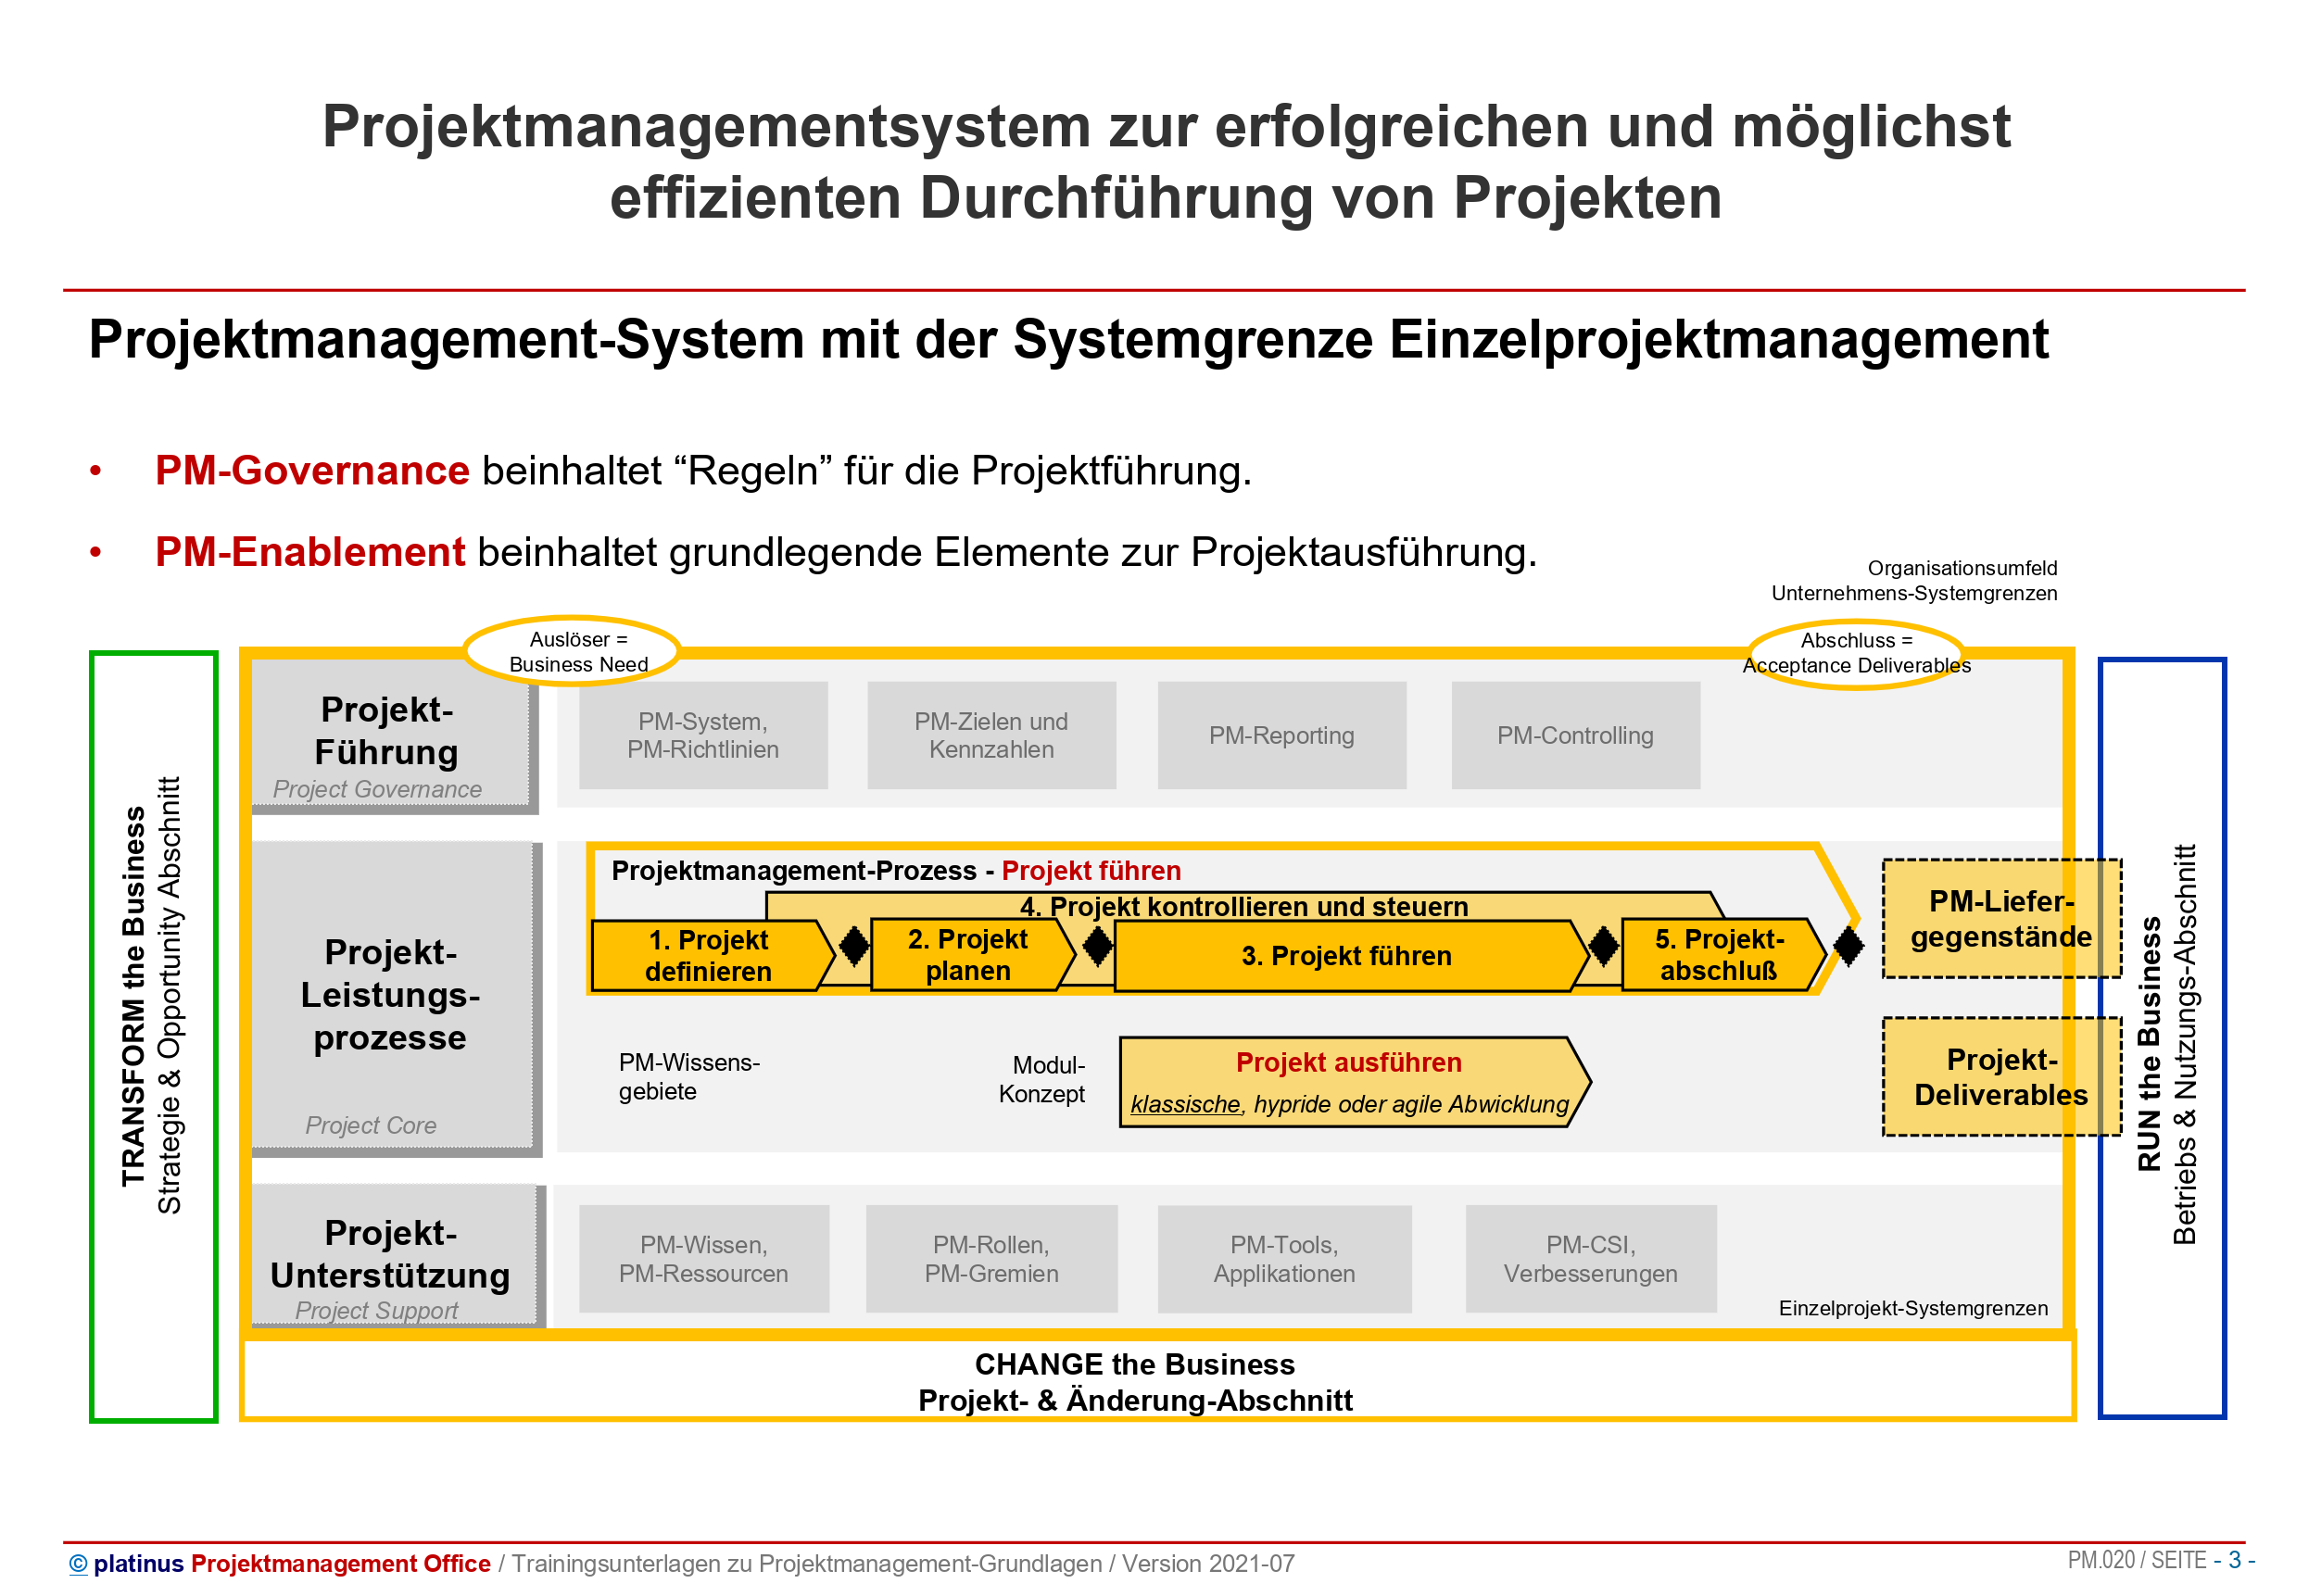 Projektmanagementsystem zur erfolgreichen und möglichst
effizienten Durchführung von Projekten
Projektmanagement-System mit der Systemgrenze Einzelprojektmanagement
• PM-Governance beinhaltet “Regeln” für die Projektführung.
• PM-Enablement beinhaltet grundlegende Elemente zur Projektausführung.
Organisationsumfeld
Unternehmens-Systemgrenzen
Auslöser =
Business Need
Abschluss =
Acceptance Deliverables
TRANSFORM the Business
Strategie & Opportunity Abschnitt
Projekt-
Führung
Project Governance
PM-System,
PM-Richtlinien
PM-Zielen und
Kennzahlen
PM-Reporting
PM-Controlling
Projekt-
Leistungs-
prozesse
Project Core
Projektmanagement-Prozess - Projekt führen
4. Projekt kontrollieren und steuern
1. Projekt
definieren
2. Projekt
planen
3. Projekt führen
5. Projekt-
abschluß
PM-Liefer-
gegenstände
PM-Wissens-
gebiete
Modul-
Konzept
Projekt ausführen
klassische, hypride oder agile Abwicklung
Projekt-
Deliverables
Projekt-
Unterstützung
Project Support
PM-Wissen,
PM-Ressourcen
PM-Rollen,
PM-Gremien
PM-Tools,
Applikationen
PM-CSI,
Verbesserungen
Einzelprojekt-Systemgrenzen
RUN the Business
Betriebs & Nutzungs-Abschnitt
CHANGE the Business
Projekt- & Änderung-Abschnitt
© platinus Projektmanagement Office / Trainingsunterlagen zu Projektmanagement-Grundlagen / Version 2021-07
PM.020 / SEITE - 3 -